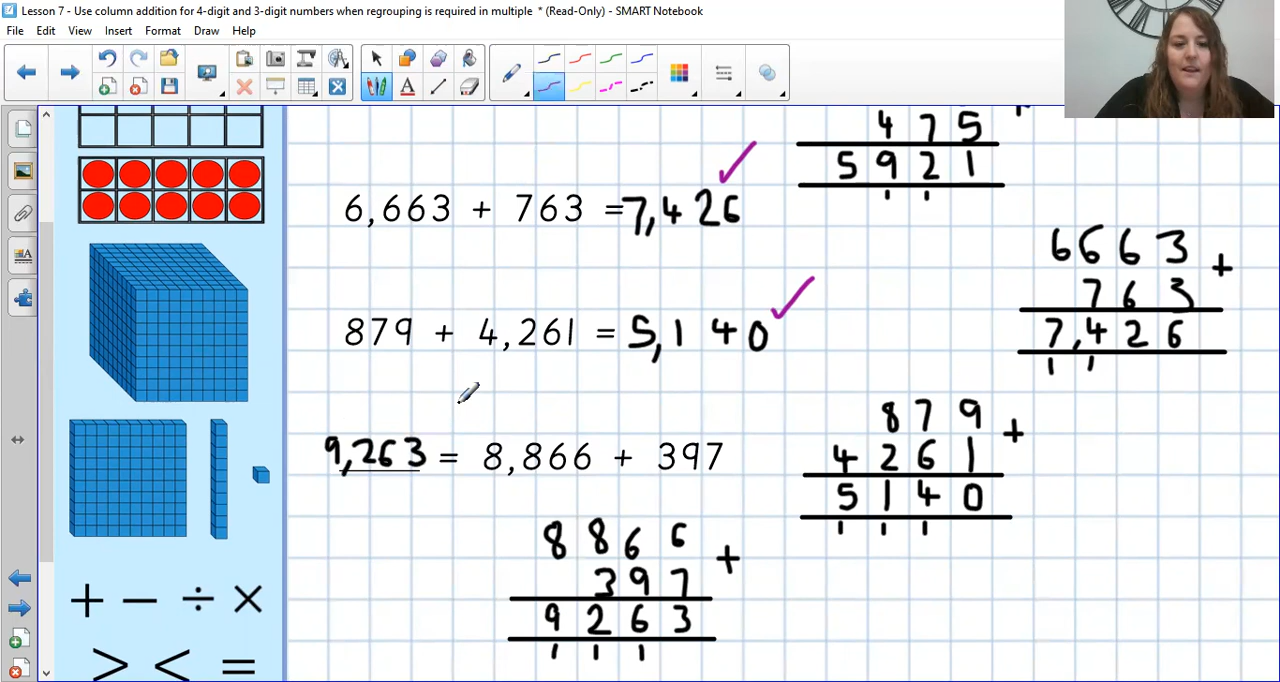 Lesson 7 - Use column addition for 4-digit and 3-digit numbers when regrouping is required in multiple * (Read-Only) - SMART Notebook
File Edit View Insert Format Draw Help
4 7 5
5 9 2 1
1 1
6,663 + 763 = 7,426
6 6 6 3
+
7 6 3
7,4 2 6
1 1
879 + 4,261 = 5,140
8 7 9
+
4 2 6 1
5 1 4 0
1 1 1
9,263 = 8,866 + 397
8 8 6 6
+
3 9 7
9 2 6 3
1 1 1
+ − ÷ ×
> < =